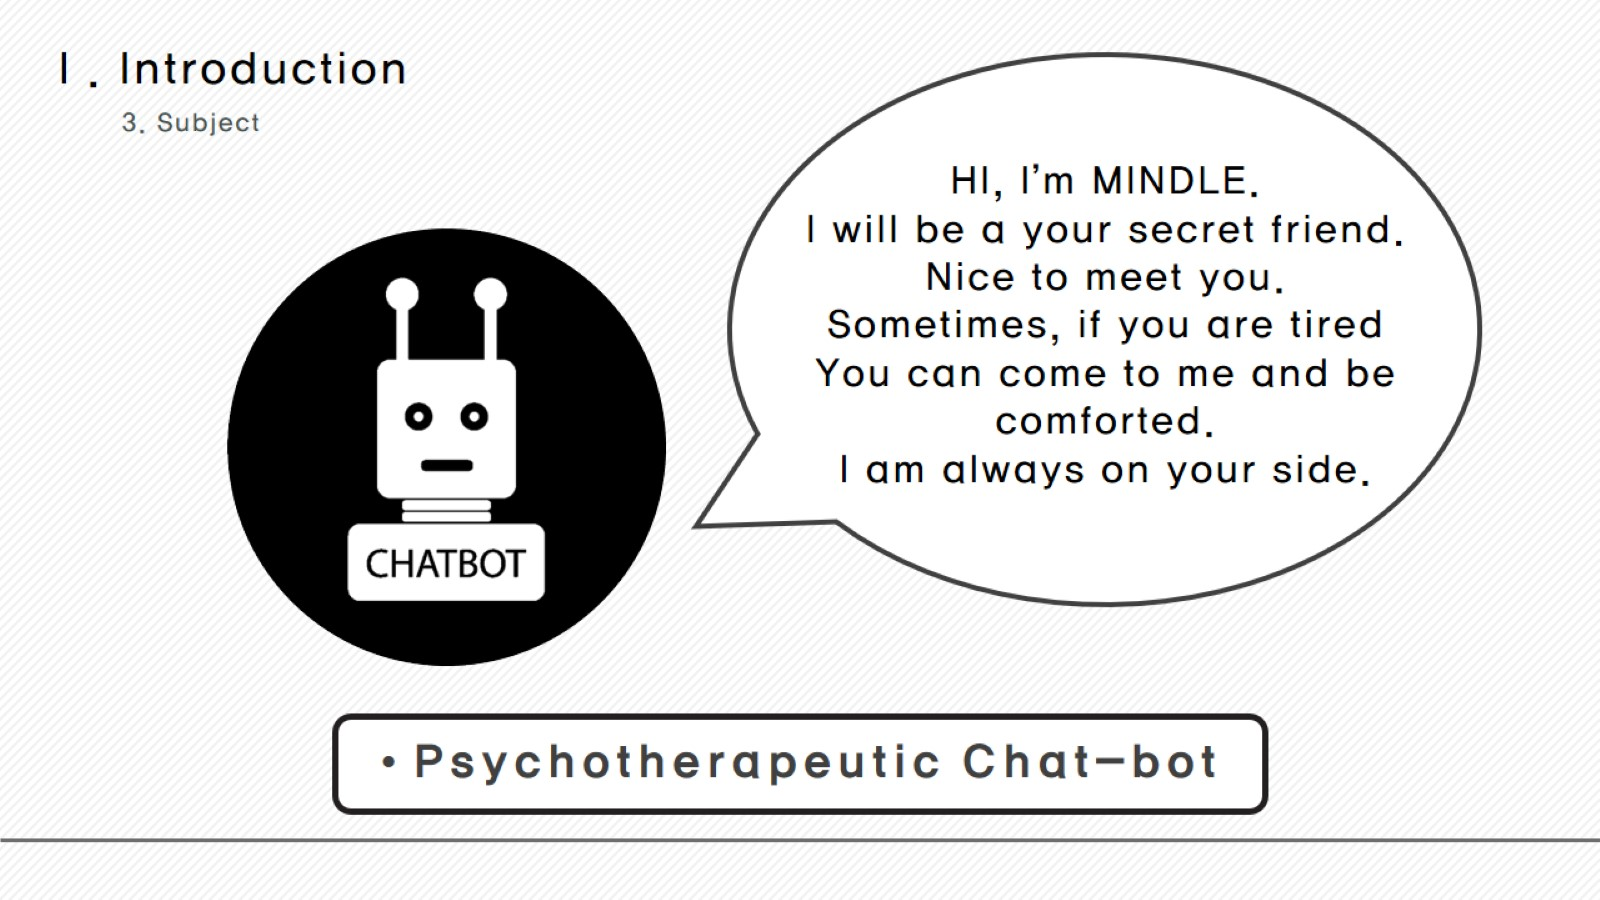 I . Introduction
3. Subject
HI, I’m MINDLE.
I will be a your secret friend.
Nice to meet you.
Sometimes, if you are tired
You can come to me and be
comforted.
I am always on your side.
CHATBOT
• Psychotherapeutic Chat–bot